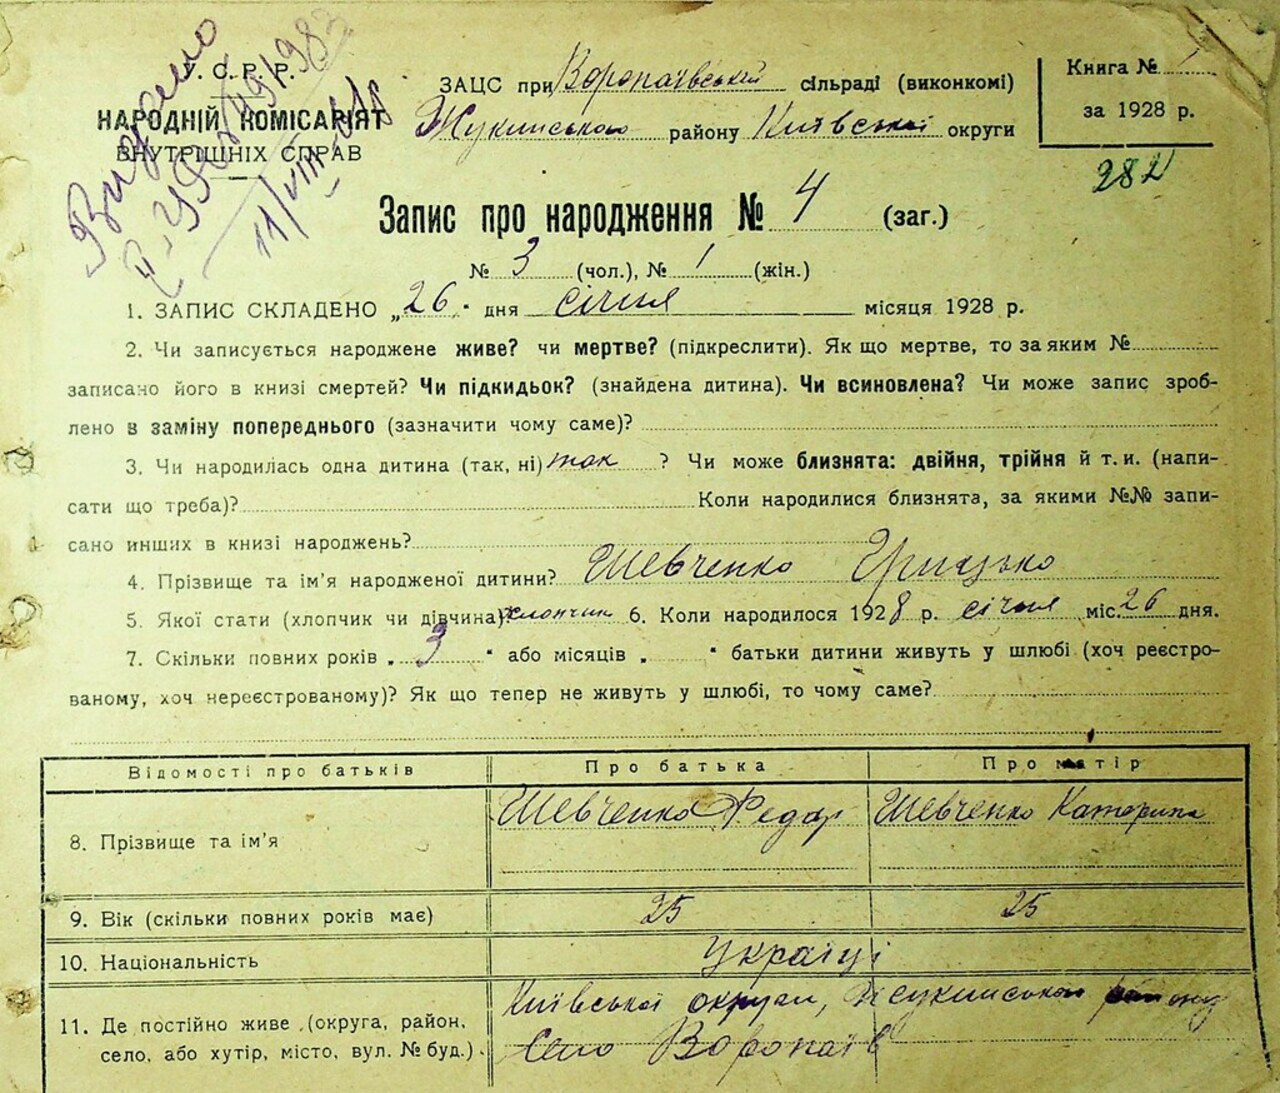 Видано
У. С. Р. Р.
НАРОДНІЙ КОМІСАРІЯТ
ВНУТРІШНІХ СПРАВ
ЗАЦС при Воропаївській сільраді (виконкомі)
Жукинського району Київської округи
Книга №
за 1928 р.
282
Запис про народження № 4 (заг.)
№ 3 (чол.), № 1 (жін.)
1. ЗАПИС СКЛАДЕНО „26" дня січня місяця 1928 р.
2. Чи записується народжене живе? чи мертве? (підкреслити). Як що мертве, то за яким №
записано його в книзі смертей? Чи підкидьок? (знайдена дитина). Чи всиновлена? Чи може запис зроб-
лено в заміну попереднього (зазначити чому саме)?
3. Чи народилась одна дитина (так, ні) так ? Чи може близнята: двійня, трійня й т. и. (напи-
сати що треба)? Коли народилися близнята, за якими №№ запи-
сано инших в книзі народжень?
4. Прізвище та ім'я народженої дитини? Шевченко Грицько
5. Якої стати (хлопчик чи дівчина)? хлопчик 6. Коли народилося 1928 р. січня міс. 26 дня.
7. Скільки повних років „3" або місяців „ " батьки дитини живуть у шлюбі (хоч реєстро-
ваному, хоч нереєстрованому)? Як що тепер не живуть у шлюбі, то чому саме?
Відомості про батьків Про батька Про матір
8. Прізвище та ім'я Шевченко Федар Шевченко Катерина
9. Вік (скільки повних років має) 25 25
10. Національність Україці
11. Де постійно живе (округа, район,
село, або хутір, місто, вул. № буд.)
Київської округи, Жукинського району
Село Воропаїв